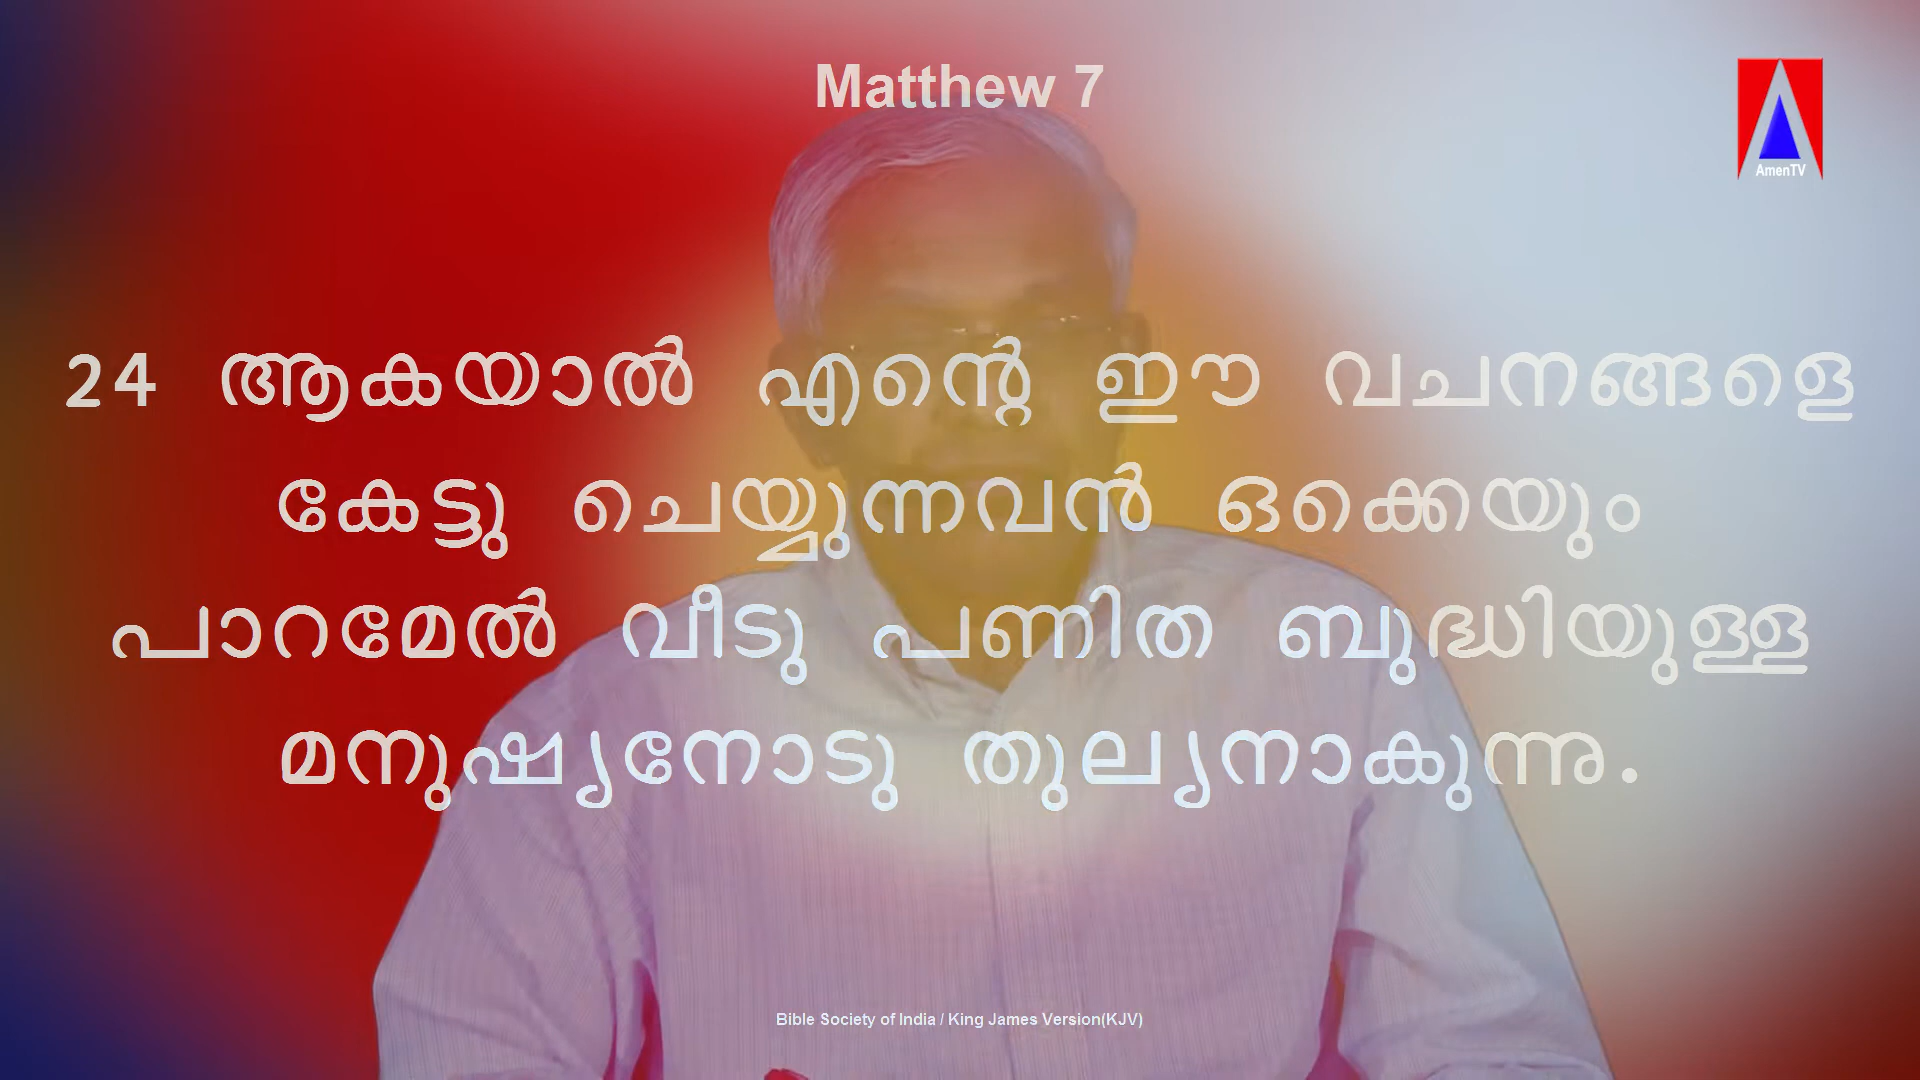 Matthew 7
AmenTV
24 ആകയാൽ എന്റെ ഈ വചനങ്ങളെ
കേട്ടു ചെയ്യുന്നവൻ ഒക്കെയും
പാറമേൽ വീടു പണിത ബുദ്ധിയുള്ള
മനുഷ്യനോടു തുല്യനാകുന്നു.
Bible Society of India / King James Version(KJV)